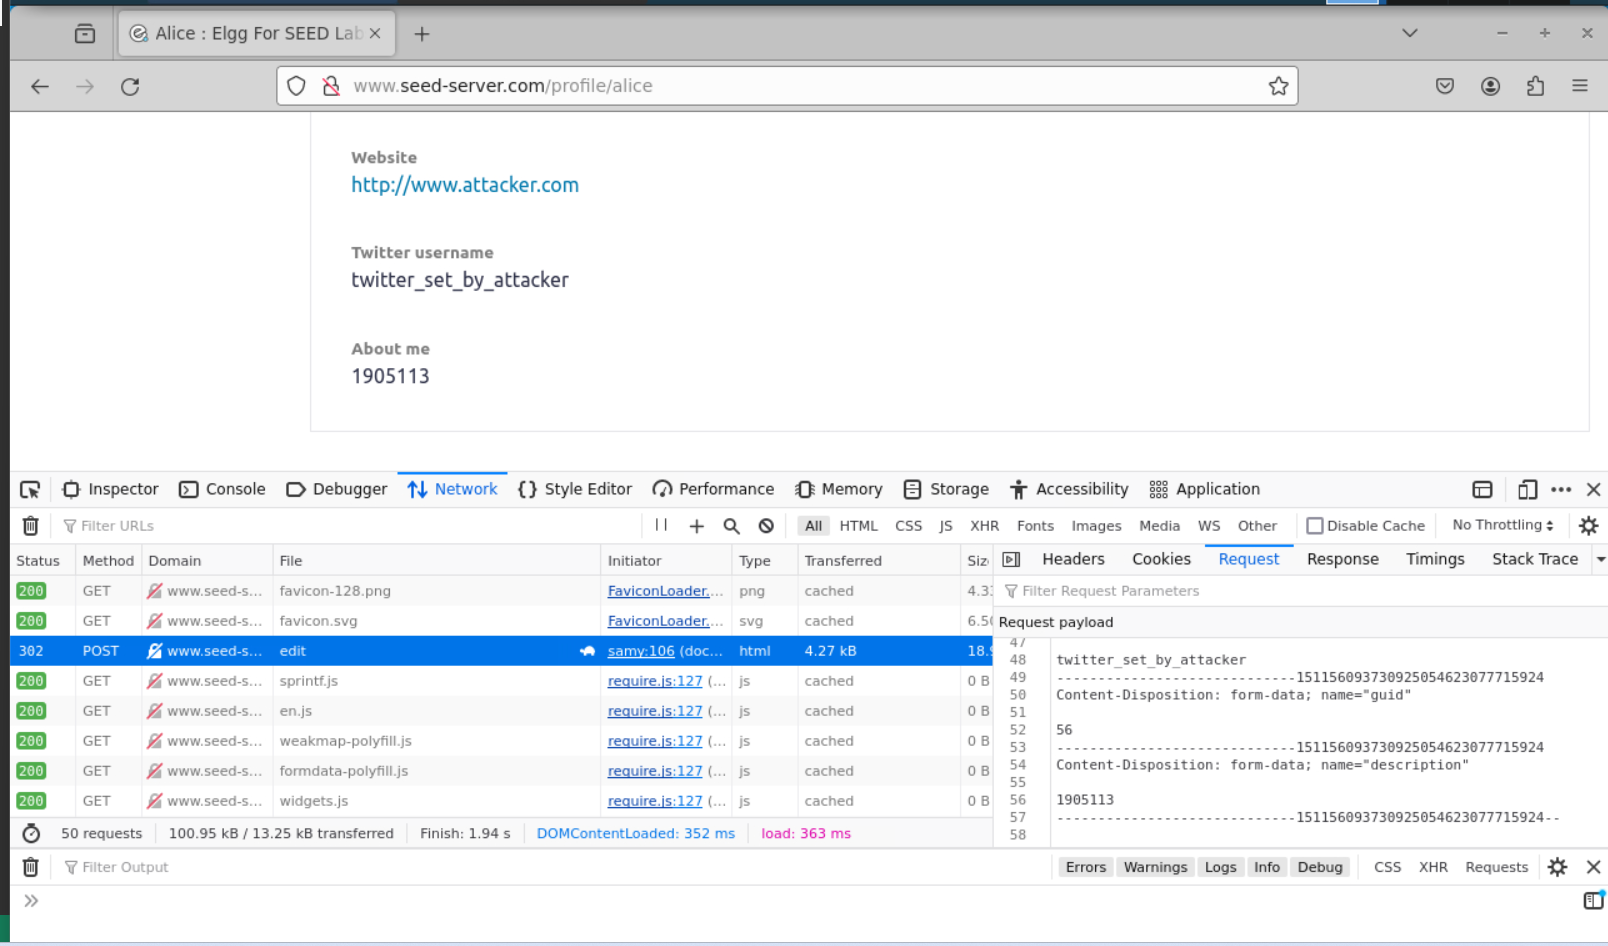 Alice : Elgg For SEED Lab
www.seed-server.com/profile/alice
Website
http://www.attacker.com
Twitter username
twitter_set_by_attacker
About me
1905113
Inspector Console Debugger Network Style Editor Performance Memory Storage Accessibility Application
Filter URLs All HTML CSS JS XHR Fonts Images Media WS Other Disable Cache No Throttling
Status Method Domain File Initiator Type Transferred Siz
200 GET www.seed-s... favicon-128.png FaviconLoader.... png cached 4.3
200 GET www.seed-s... favicon.svg FaviconLoader.... svg cached 6.5
302 POST www.seed-s... edit samy:106 (doc... html 4.27 kB 18.9
200 GET www.seed-s... sprintf.js require.js:127 (... js cached 0 B
200 GET www.seed-s... en.js require.js:127 (... js cached 0 B
200 GET www.seed-s... weakmap-polyfill.js require.js:127 (... js cached 0 B
200 GET www.seed-s... formdata-polyfill.js require.js:127 (... js cached 0 B
200 GET www.seed-s... widgets.js require.js:127 (... js cached 0 B
50 requests 100.95 kB / 13.25 kB transferred Finish: 1.94 s DOMContentLoaded: 352 ms load: 363 ms
Headers Cookies Request Response Timings Stack Trace
Filter Request Parameters
Request payload
47
48 twitter_set_by_attacker
49 -----------------------------151156093730925054623077715924
50 Content-Disposition: form-data; name="guid"
51
52 56
53 -----------------------------151156093730925054623077715924
54 Content-Disposition: form-data; name="description"
55
56 1905113
57 -----------------------------151156093730925054623077715924--
58
Filter Output Errors Warnings Logs Info Debug CSS XHR Requests